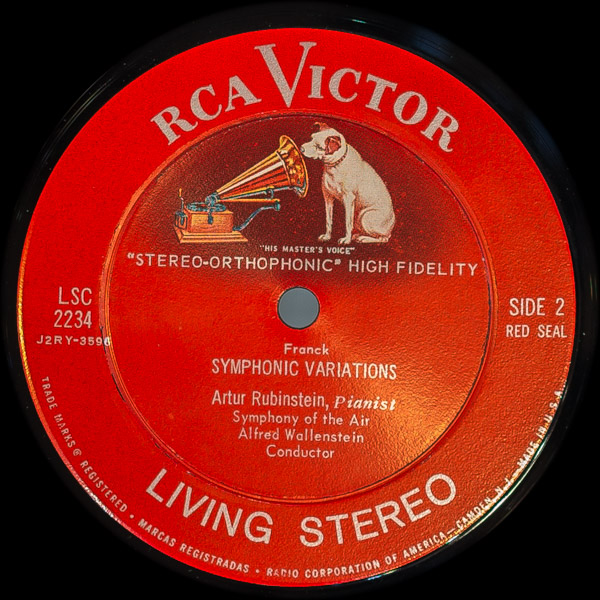 RCA VICTOR
"HIS MASTER'S VOICE"
"STEREO-ORTHOPHONIC" HIGH FIDELITY
LSC
2234
J2RY-3596
SIDE 2
RED SEAL
Franck
SYMPHONIC VARIATIONS
Artur Rubinstein, Pianist
Symphony of the Air
Alfred Wallenstein
Conductor
LIVING STEREO
TRADE MARKS ® REGISTERED • MARCAS REGISTRADAS • RADIO CORPORATION OF AMERICA—CAMDEN, N. J.—MADE IN U.S.A.